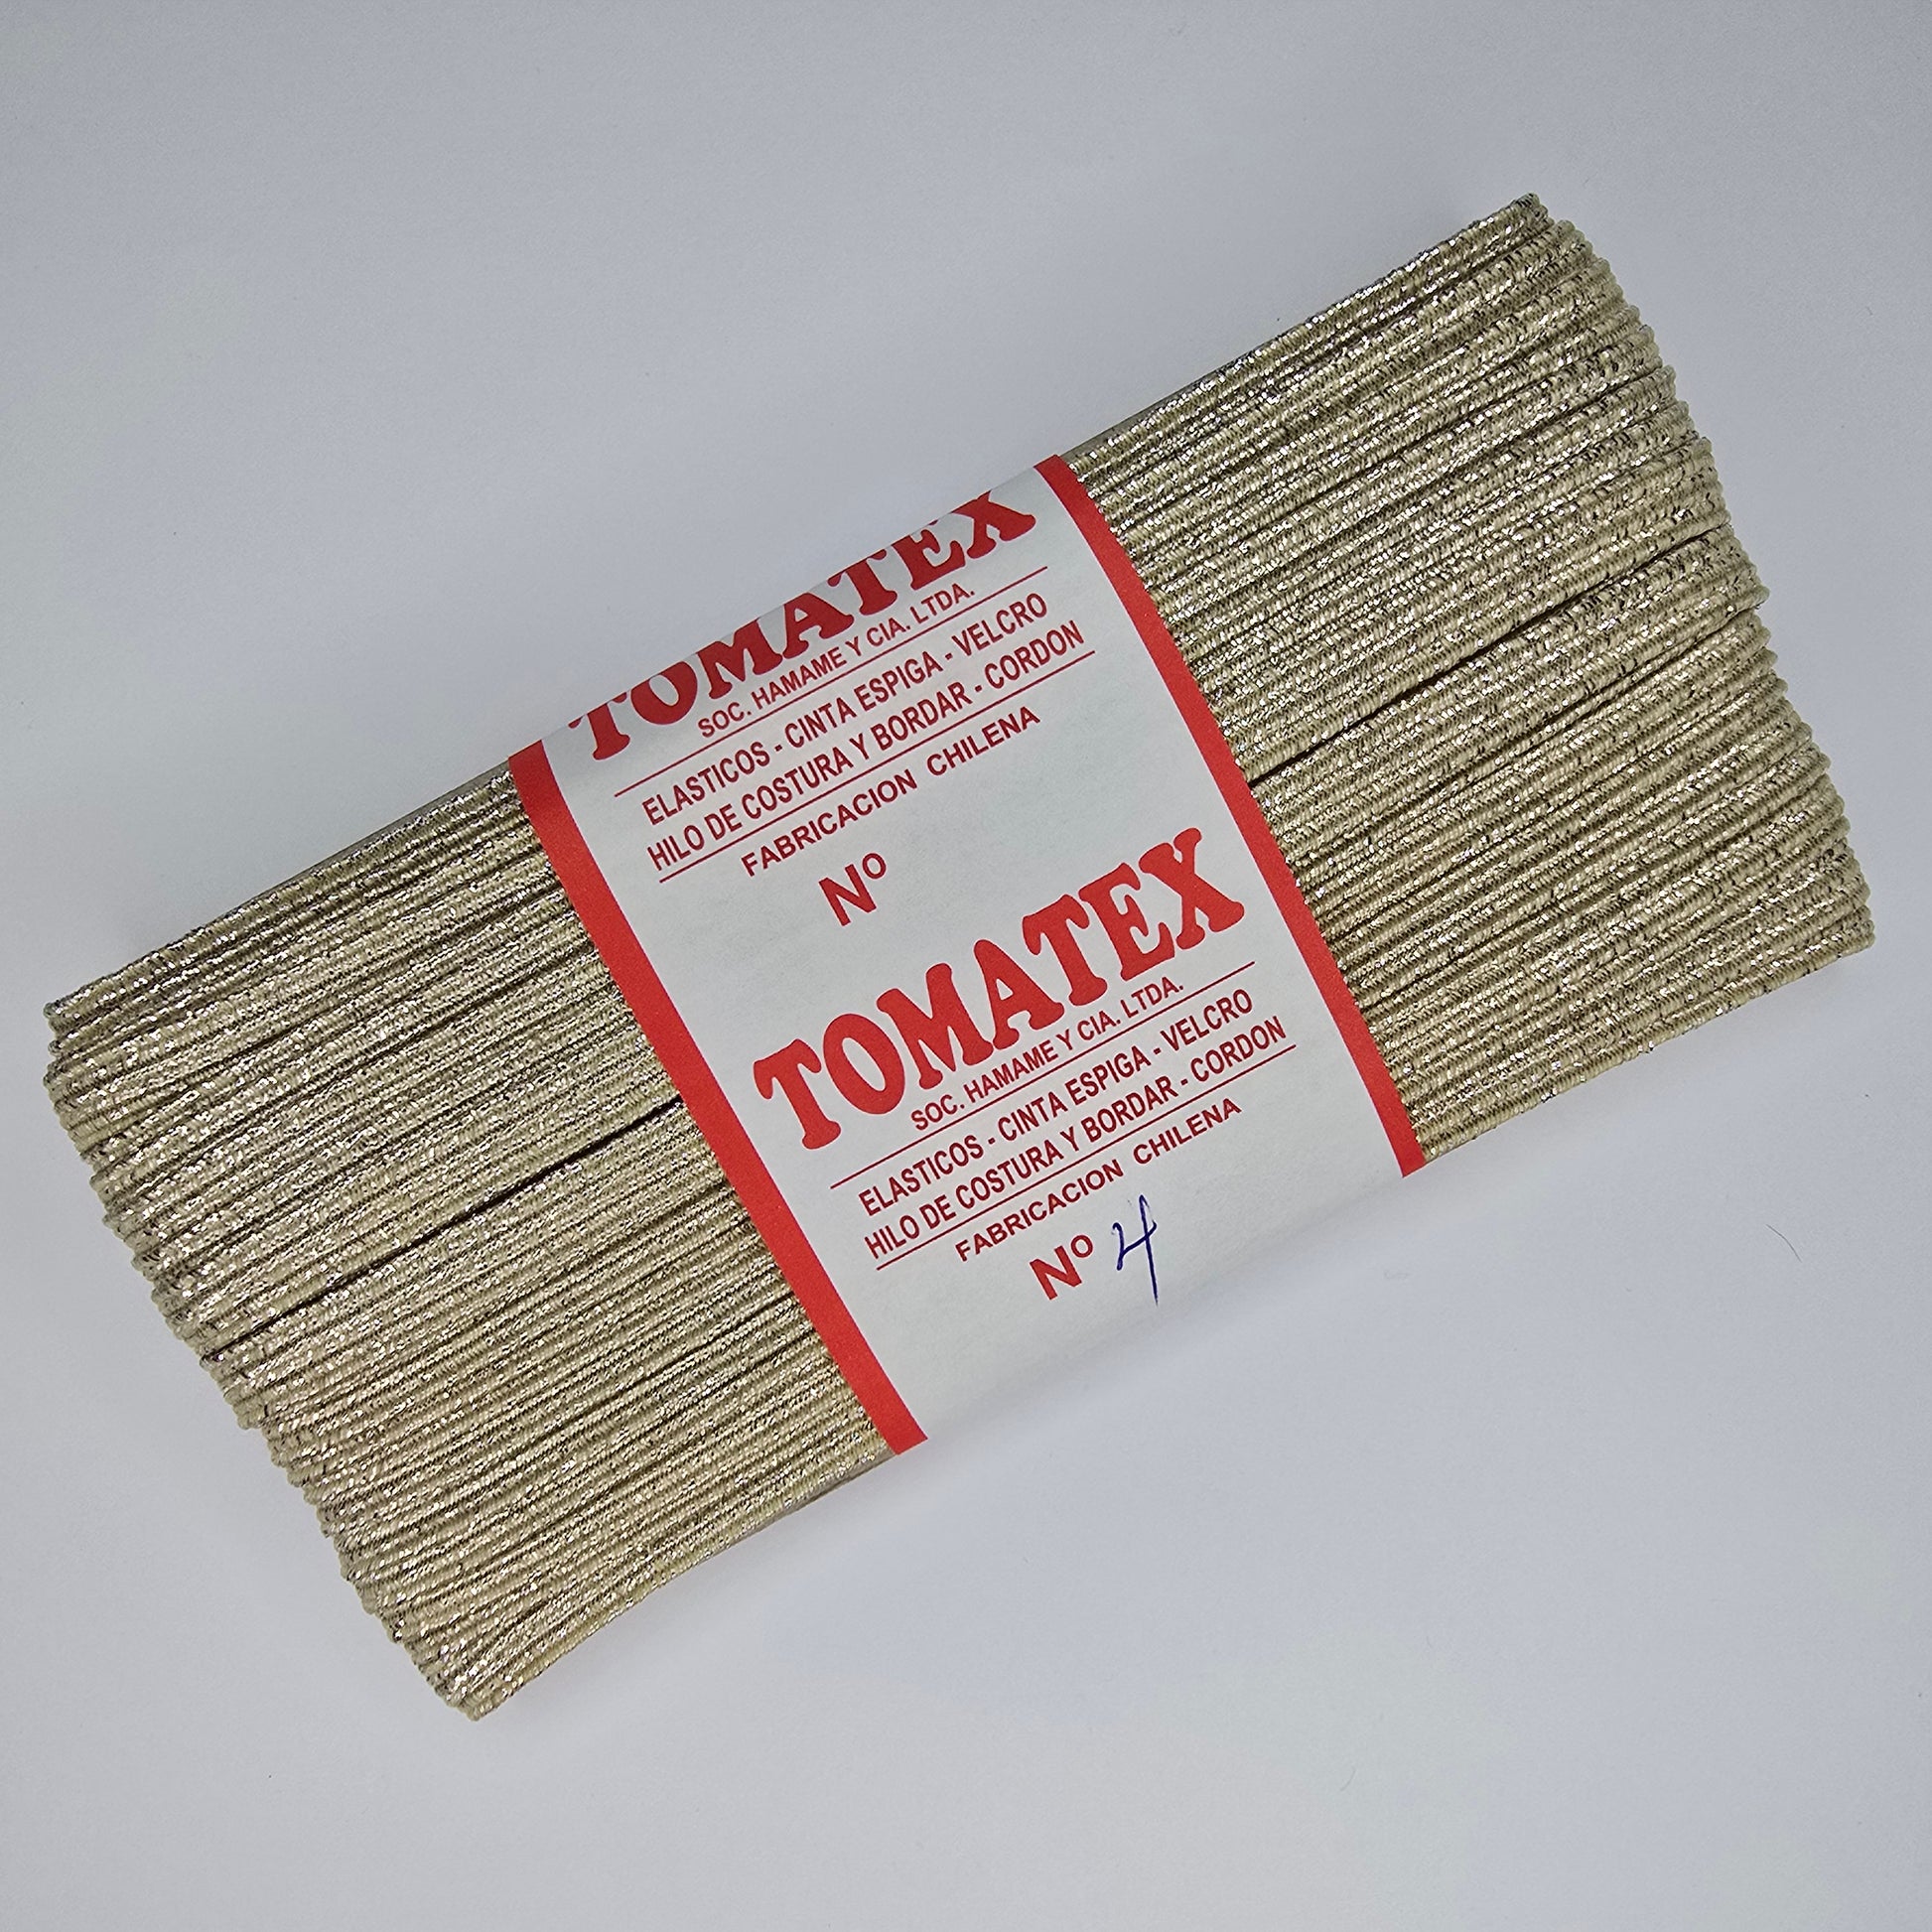 TOMATEX
SOC. HAMAME Y CIA. LTDA.
ELASTICOS - CINTA ESPIGA - VELCRO
HILO DE COSTURA Y BORDAR - CORDON
FABRICACION CHILENA
Nº
TOMATEX
SOC. HAMAME Y CIA. LTDA.
ELASTICOS - CINTA ESPIGA - VELCRO
HILO DE COSTURA Y BORDAR - CORDON
FABRICACION CHILENA
Nº 4